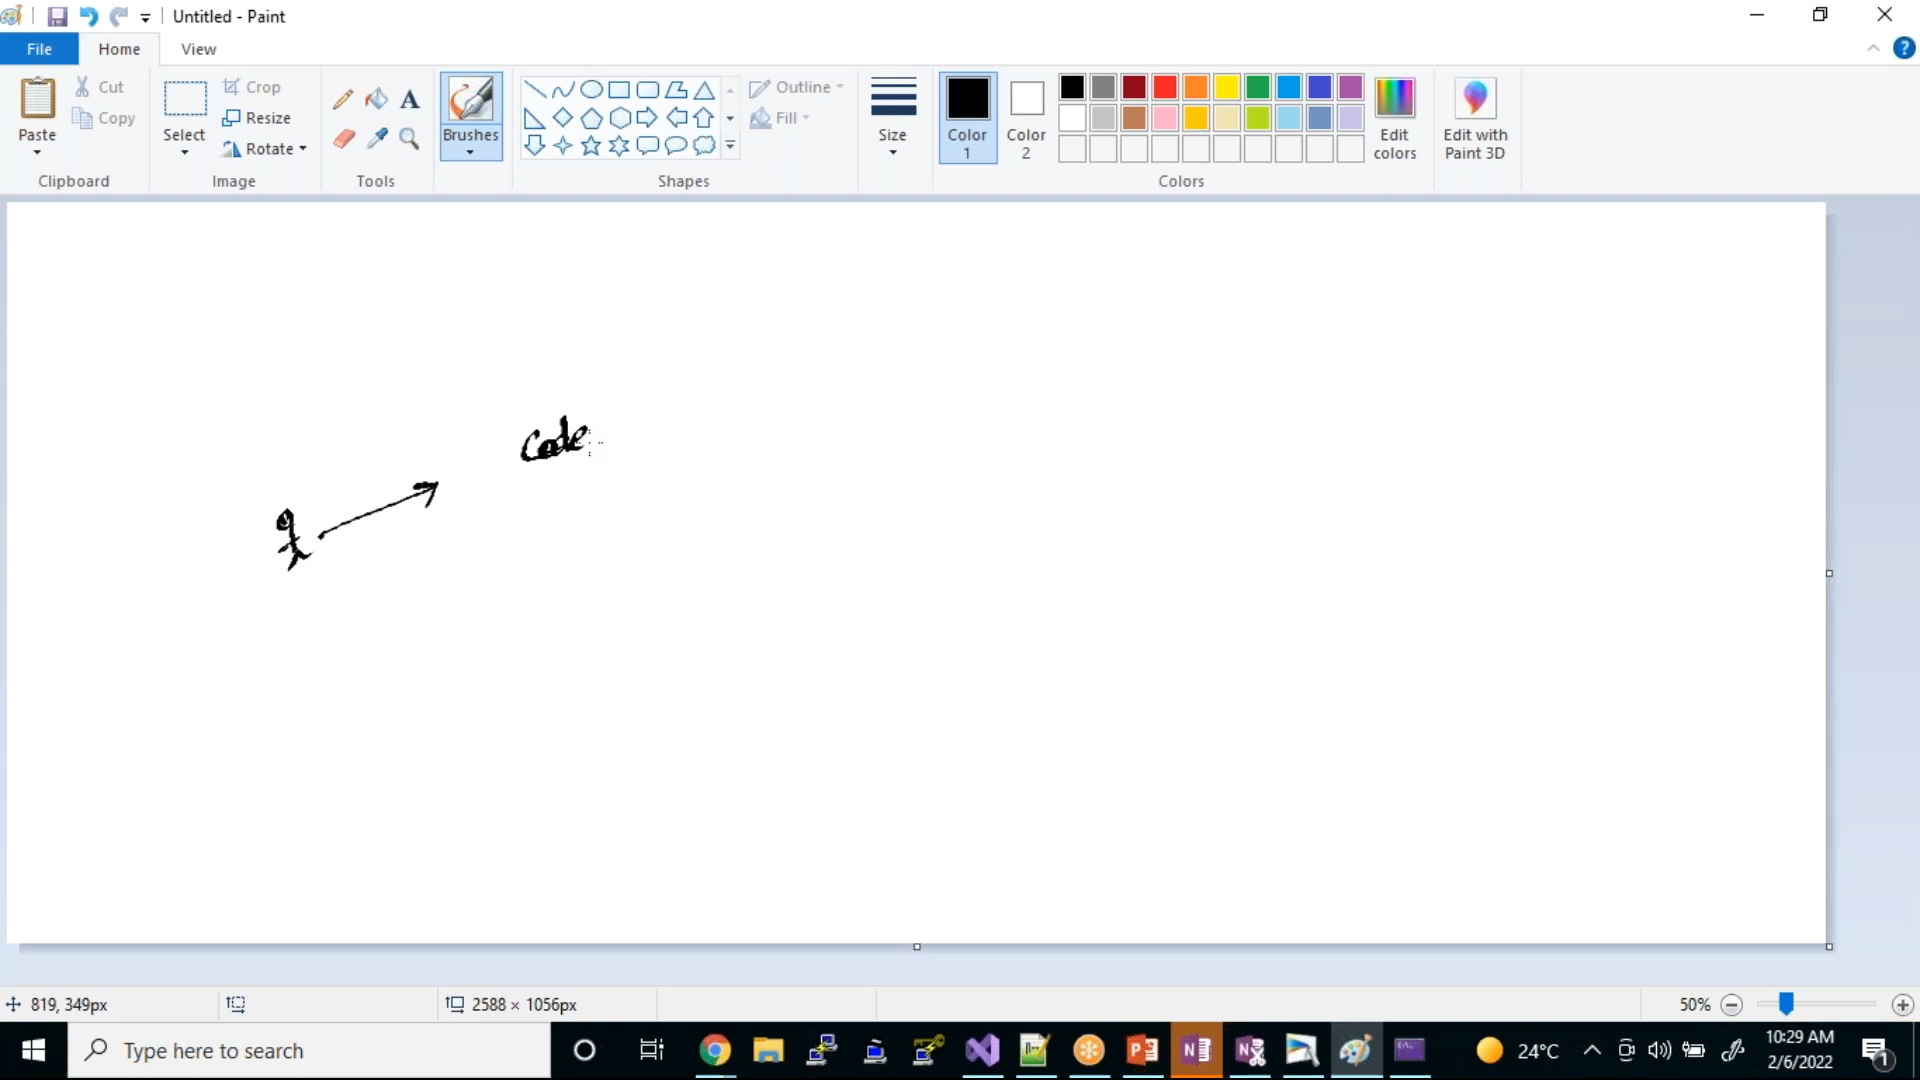 Untitled - Paint
File Home View
Paste
Cut
Copy
Clipboard
Select
Crop
Resize
Rotate
Image
Tools
Brushes
Shapes
Outline
Fill
Size
Color 1
Color 2
Edit colors
Colors
Edit with Paint 3D
Code
819, 349px
2588 × 1056px
50%
Type here to search
24°C
10:29 AM
2/6/2022